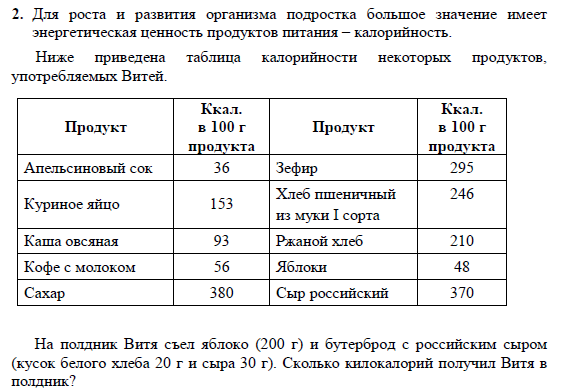 2. Для роста и развития организма подростка большое значение имеет
энергетическая ценность продуктов питания – калорийность.
Ниже приведена таблица калорийности некоторых продуктов,
употребляемых Витей.
Продукт Ккал. в 100 г продукта Продукт Ккал. в 100 г продукта
Апельсиновый сок 36 Зефир 295
Куриное яйцо 153 Хлеб пшеничный из муки I сорта 246
Каша овсяная 93 Ржаной хлеб 210
Кофе с молоком 56 Яблоки 48
Сахар 380 Сыр российский 370
На полдник Витя съел яблоко (200 г) и бутерброд с российским сыром
(кусок белого хлеба 20 г и сыра 30 г). Сколько килокалорий получил Витя в
полдник?